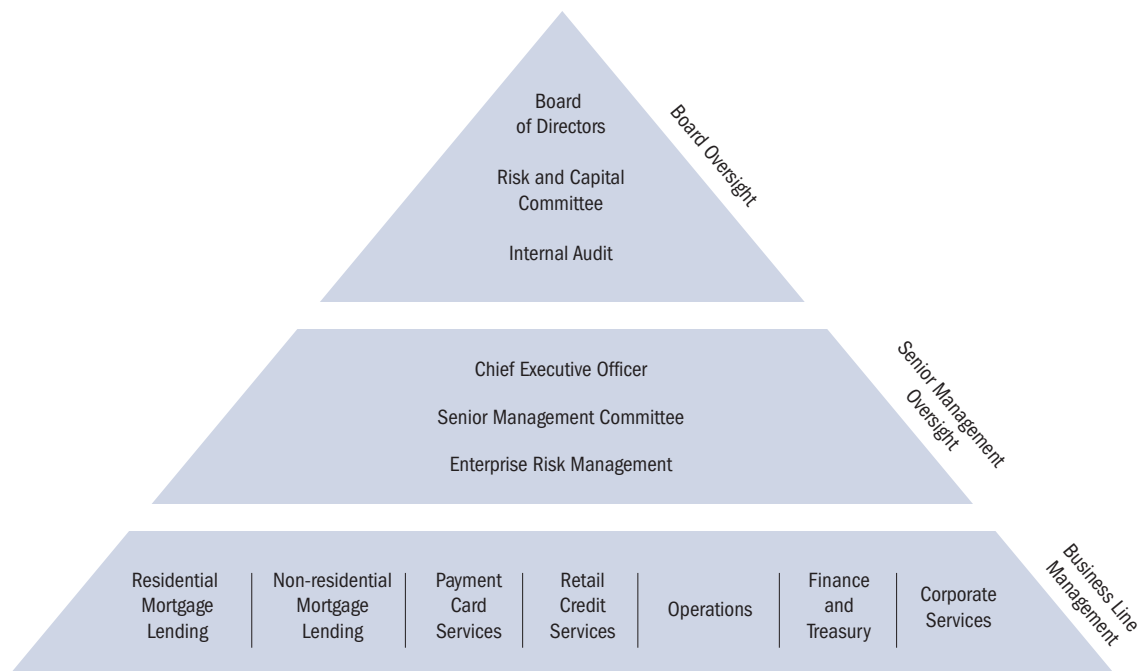 Board
of Directors
Risk and Capital
Committee
Internal Audit
Board Oversight
Chief Executive Officer
Senior Management Committee
Enterprise Risk Management
Senior Management
Oversight
Residential
Mortgage
Lending
Non-residential
Mortgage
Lending
Payment
Card
Services
Retail
Credit
Services
Operations
Finance
and
Treasury
Corporate
Services
Business Line
Management